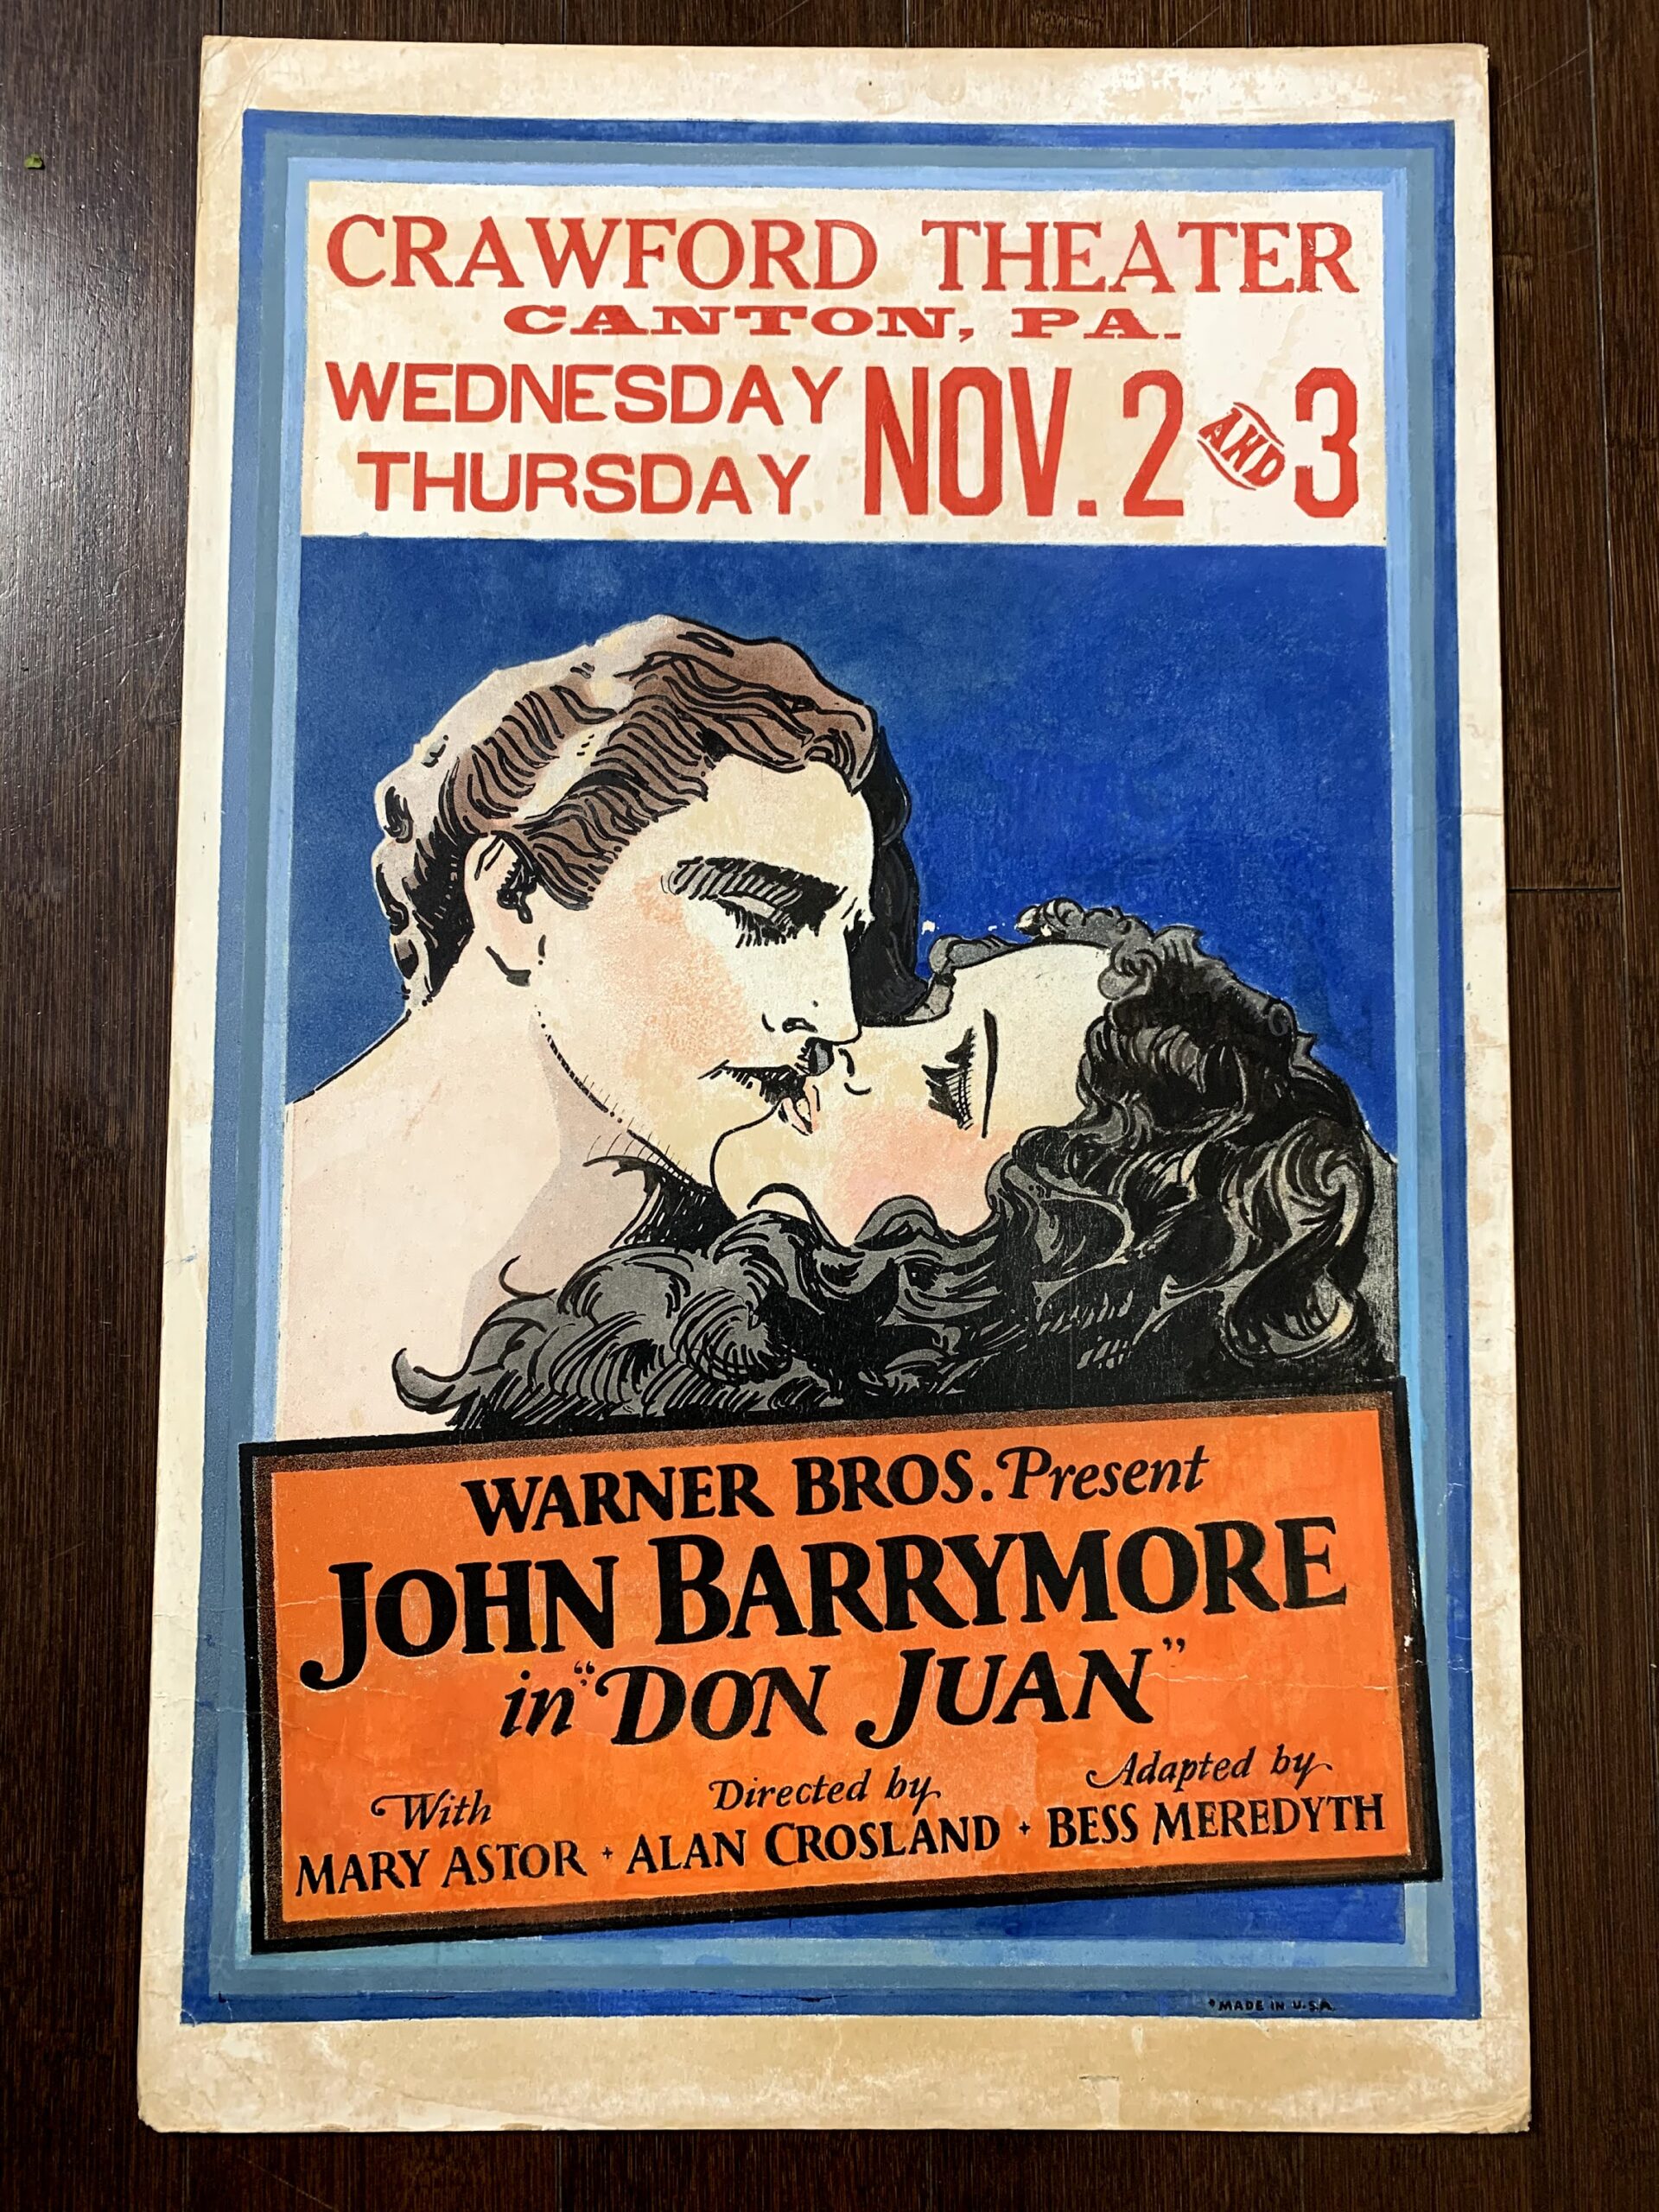 CRAWFORD THEATER
CANTON, PA.
WEDNESDAY
THURSDAY
NOV. 2 AND 3
WARNER BROS. Present
JOHN BARRYMORE
in "DON JUAN"
With
MARY ASTOR
Directed by
ALAN CROSLAND
Adapted by
BESS MEREDYTH
MADE IN U.S.A.